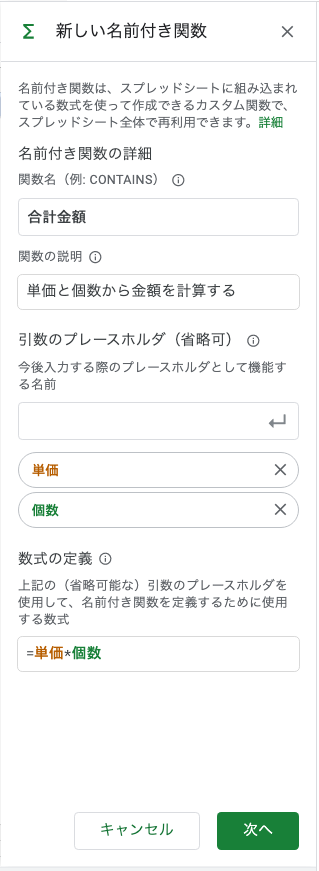 Σ 新しい名前付き関数
名前付き関数は、スプレッドシートに組み込まれ
ている数式を使って作成できるカスタム関数で、
スプレッドシート全体で再利用できます。詳細
名前付き関数の詳細
関数名（例: CONTAINS）
合計金額
関数の説明
単価と個数から金額を計算する
引数のプレースホルダ（省略可）
今後入力する際のプレースホルダとして機能す
る名前
単価
個数
数式の定義
上記の（省略可能な）引数のプレースホルダを
使用して、名前付き関数を定義するために使用
する数式
=単価*個数
キャンセル
次へ